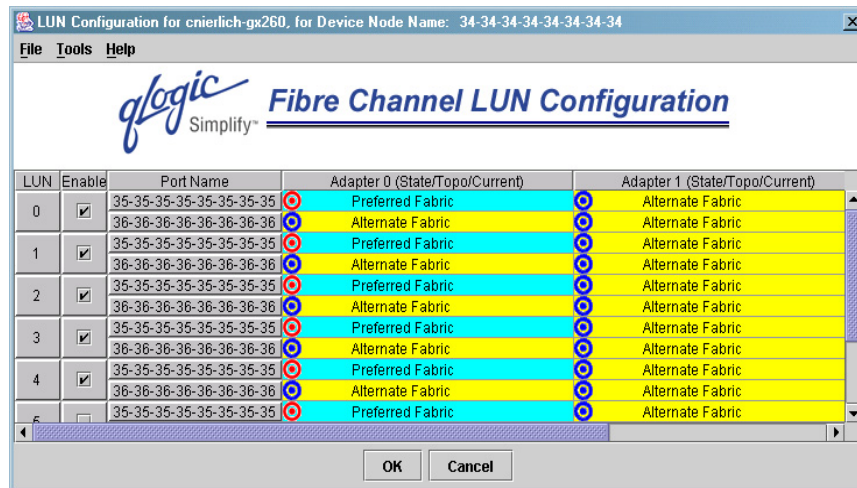 LUN Configuration for cnierlich-gx260, for Device Node Name: 34-34-34-34-34-34-34-34
File Tools Help
qlogic
Simplify™
Fibre Channel LUN Configuration
LUN Enable Port Name Adapter 0 (State/Topo/Current) Adapter 1 (State/Topo/Current)
0 35-35-35-35-35-35-35-35 Preferred Fabric Alternate Fabric
36-36-36-36-36-36-36-36 Alternate Fabric Alternate Fabric
1 35-35-35-35-35-35-35-35 Preferred Fabric Alternate Fabric
36-36-36-36-36-36-36-36 Alternate Fabric Alternate Fabric
2 35-35-35-35-35-35-35-35 Preferred Fabric Alternate Fabric
36-36-36-36-36-36-36-36 Alternate Fabric Alternate Fabric
3 35-35-35-35-35-35-35-35 Preferred Fabric Alternate Fabric
36-36-36-36-36-36-36-36 Alternate Fabric Alternate Fabric
4 35-35-35-35-35-35-35-35 Preferred Fabric Alternate Fabric
36-36-36-36-36-36-36-36 Alternate Fabric Alternate Fabric
35-35-35-35-35-35-35-35 Preferred Fabric Alternate Fabric
OK Cancel